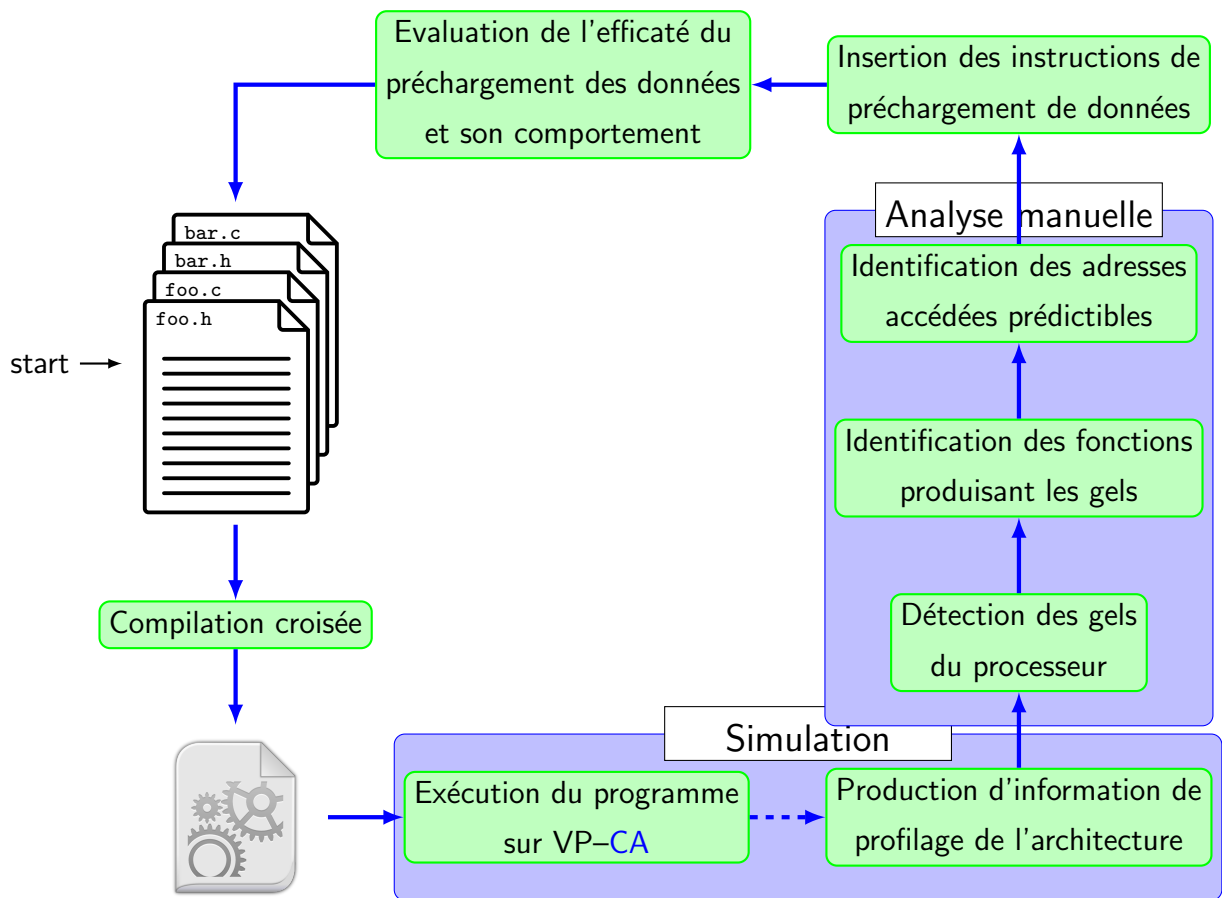 Evaluation de l'efficaté du
préchargement des données
et son comportement
Insertion des instructions de
préchargement de données
Analyse manuelle
bar.c
bar.h
foo.c
foo.h
Identification des adresses
accédées prédictibles
start
Identification des fonctions
produisant les gels
Compilation croisée
Détection des gels
du processeur
Simulation
Exécution du programme
sur VP–CA
Production d'information de
profilage de l'architecture